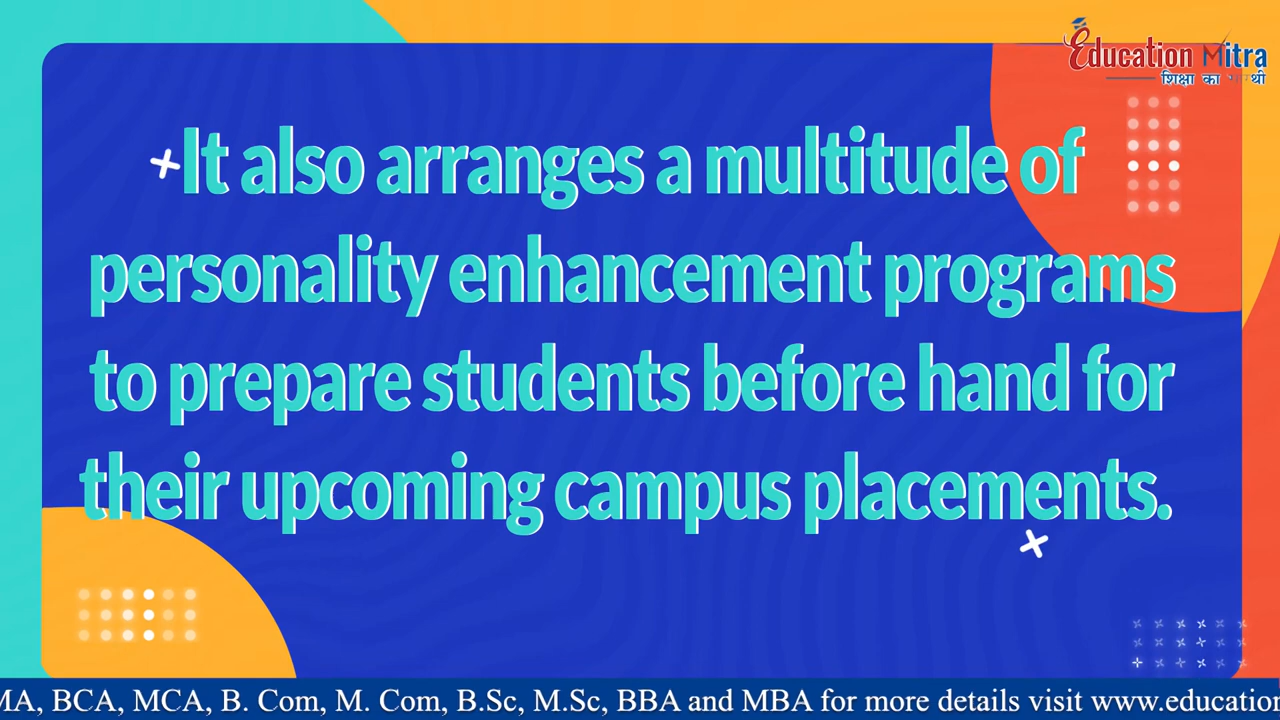 Education Mitra
शिक्षा का
It also arranges a multitude of
personality enhancement programs
to prepare students before hand for
their upcoming campus placements.
MA, BCA, MCA, B. Com, M. Com, B.Sc, M.Sc, BBA and MBA for more details visit www.education